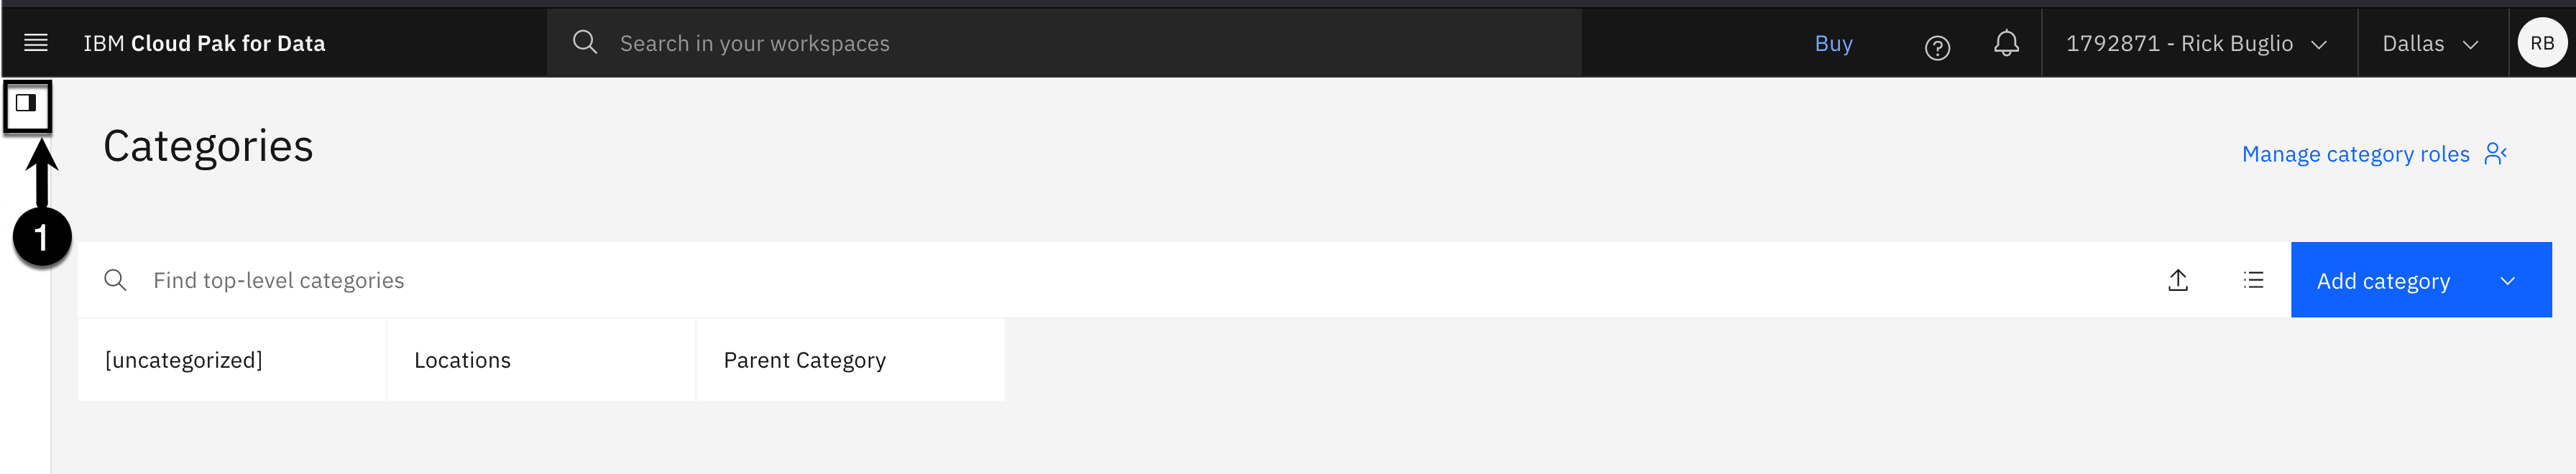 IBM Cloud Pak for Data
Search in your workspaces
Buy
1792871 - Rick Buglio
Dallas
RB
1
Categories
Manage category roles
Find top-level categories
Add category
[uncategorized]
Locations
Parent Category